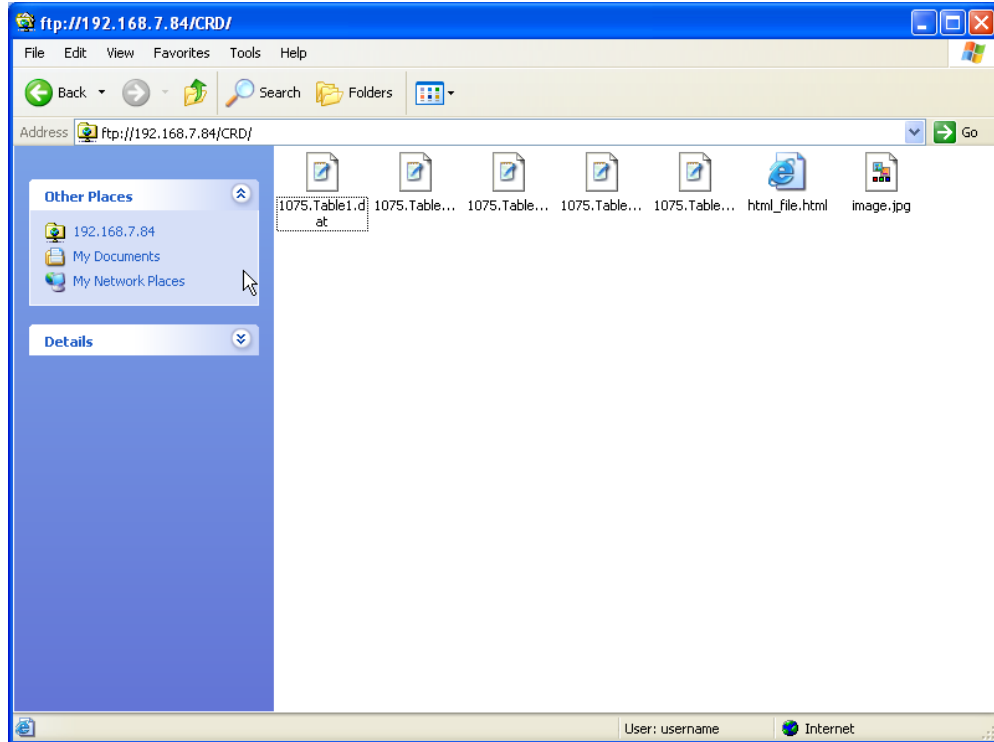 ftp://192.168.7.84/CRD/
File Edit View Favorites Tools Help
Back Search Folders
Address ftp://192.168.7.84/CRD/ Go
Other Places
192.168.7.84
My Documents
My Network Places
Details
1075.Table1.d
at
1075.Table...
1075.Table...
1075.Table...
1075.Table...
html_file.html
image.jpg
User: username
Internet